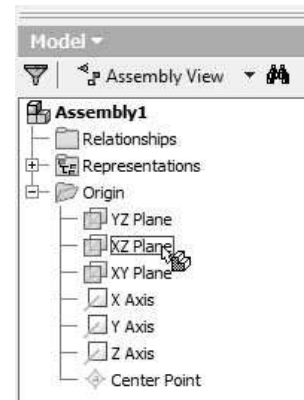 Model
Assembly View
Assembly1
Relationships
Representations
Origin
YZ Plane
XZ Plane
XY Plane
X Axis
Y Axis
Z Axis
Center Point